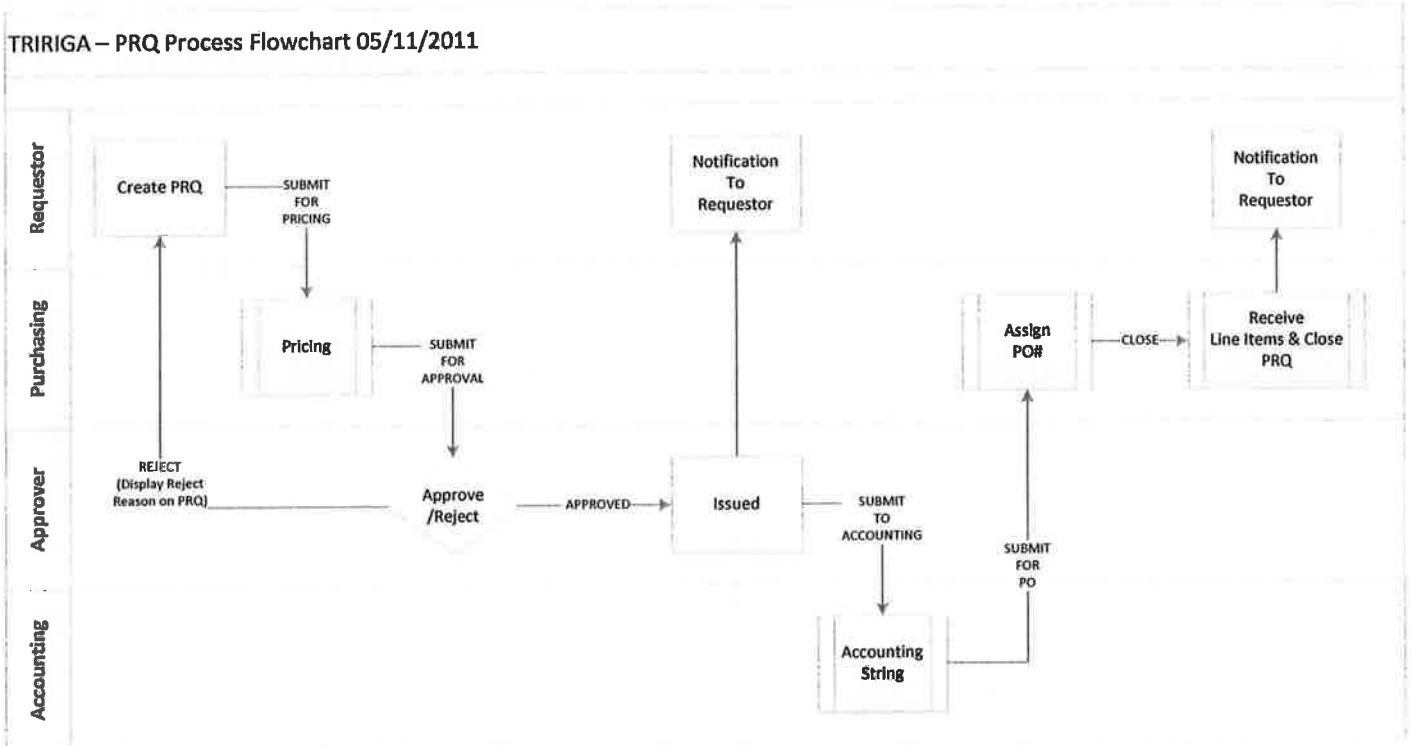 TRIRIGA – PRQ Process Flowchart 05/11/2011
Requestor
Create PRQ
SUBMIT
FOR
PRICING
Notification
To
Requestor
Notification
To
Requestor
Purchasing
Pricing
SUBMIT
FOR
APPROVAL
Assign
PO#
CLOSE
Receive
Line Items & Close
PRQ
Approver
REJECT
(Display Reject
Reason on PRQ)
Approve
/Reject
APPROVED
Issued
SUBMIT
TO
ACCOUNTING
SUBMIT
FOR
PO
Accounting
Accounting
String